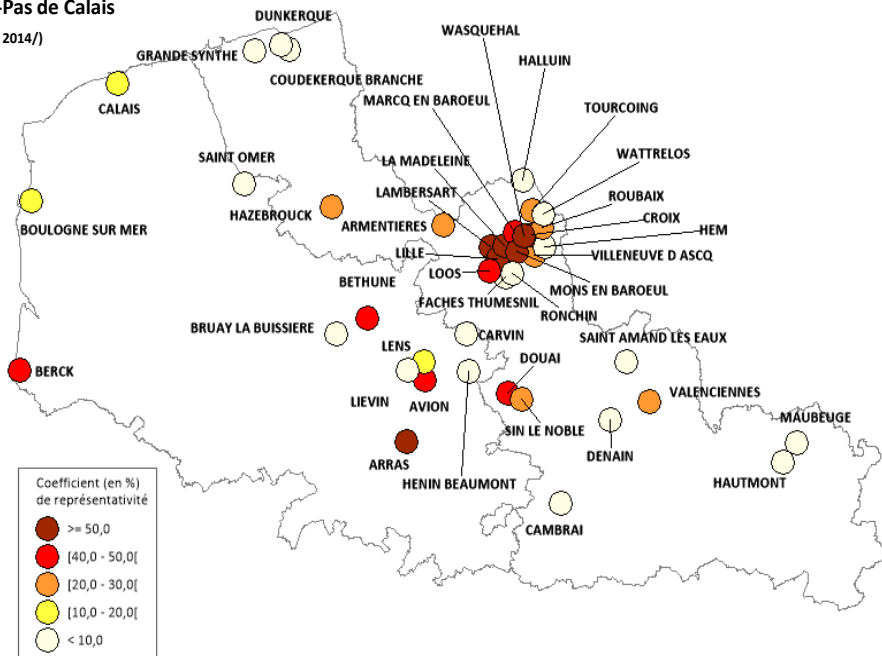 -Pas de Calais
2014/)
DUNKERQUE
WASQUEHAL
GRANDE SYNTHE
HALLUIN
COUDEKERQUE BRANCHE
MARCQ EN BAROEUL
CALAIS
TOURCOING
SAINT OMER
LA MADELEINE
WATTRELOS
LAMBERSART
ROUBAIX
HAZEBROUCK
ARMENTIERES
CROIX
BOULOGNE SUR MER
HEM
LILLE
VILLENEUVE D ASCQ
LOOS
BETHUNE
MONS EN BAROEUL
FACHES THUMESNIL
RONCHIN
BRUAY LA BUISSIERE
CARVIN
SAINT AMAND LES EAUX
LENS
DOUAI
BERCK
VALENCIENNES
LIEVIN
AVION
MAUBEUGE
SIN LE NOBLE
DENAIN
ARRAS
HENIN BEAUMONT
HAUTMONT
CAMBRAI
Coefficient (en %)
de représentativité
>= 50,0
[40,0 - 50,0[
[20,0 - 30,0[
[10,0 - 20,0[
< 10,0